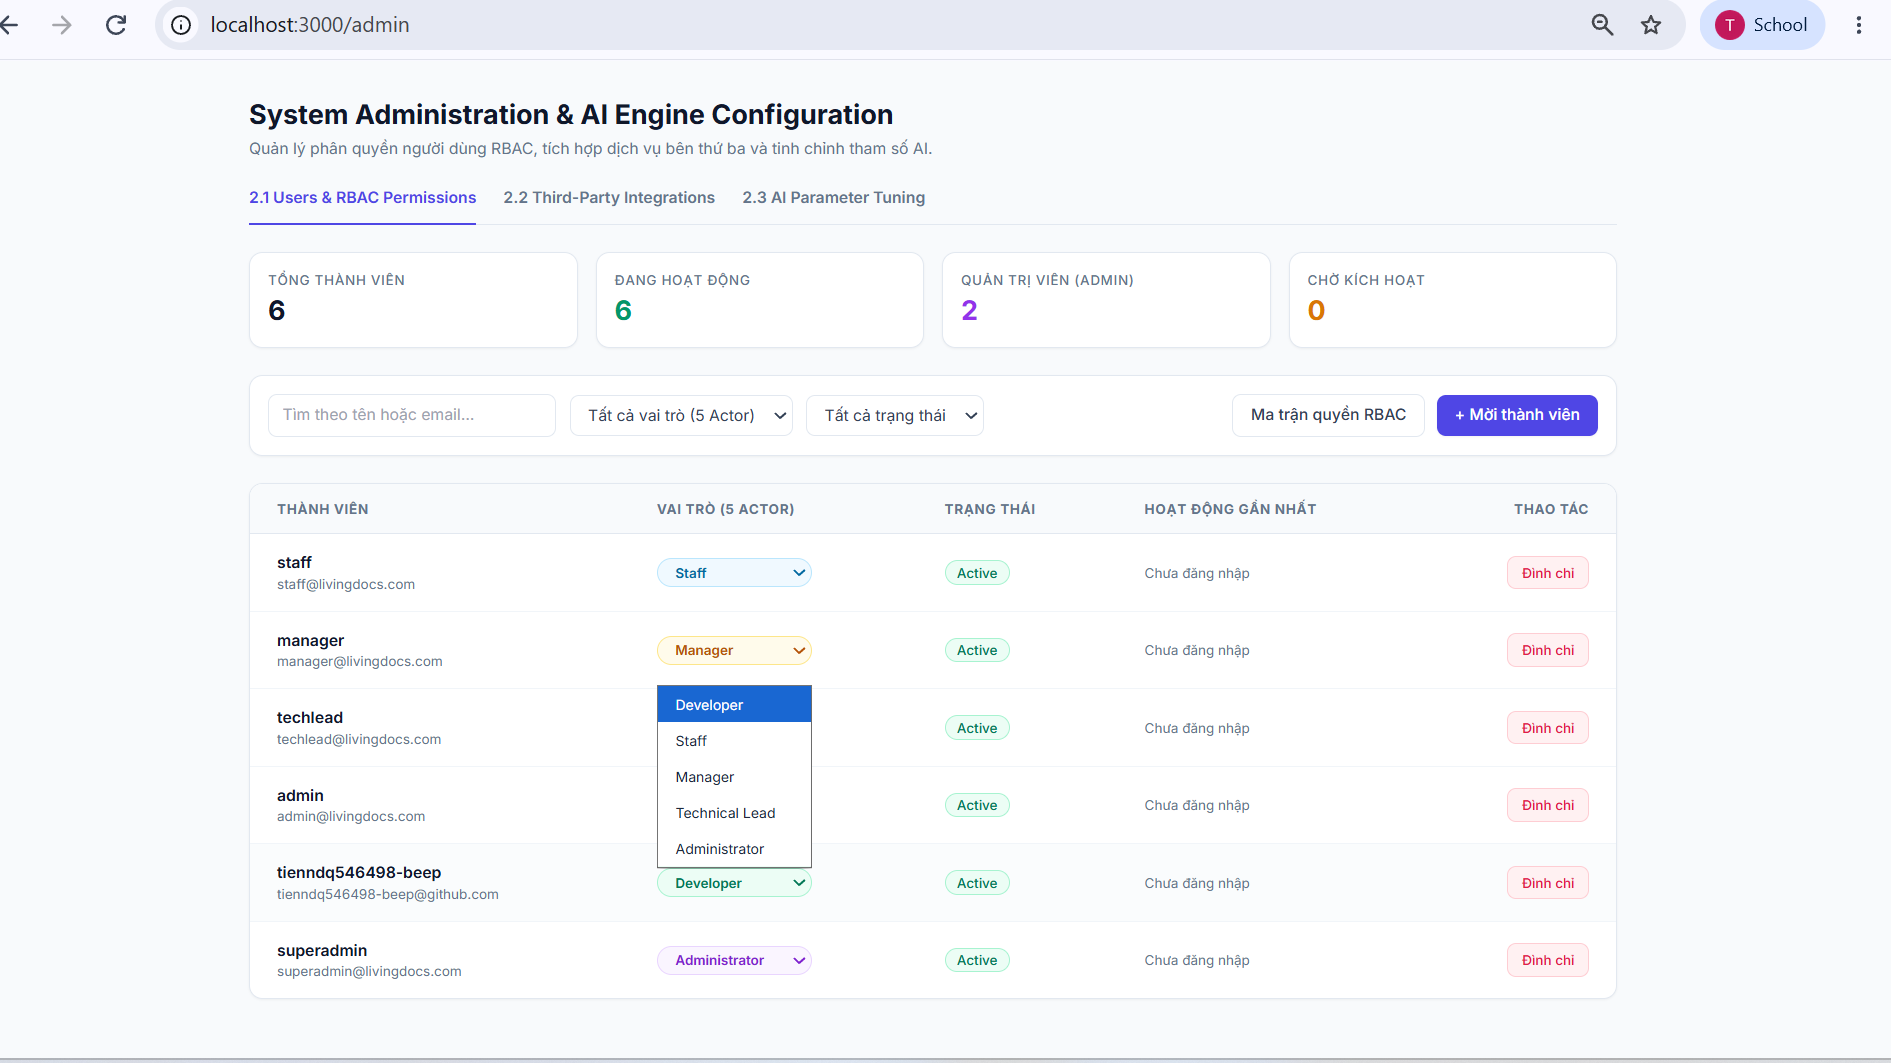 localhost:3000/admin
T School
System Administration & AI Engine Configuration
Quản lý phân quyền người dùng RBAC, tích hợp dịch vụ bên thứ ba và tinh chỉnh tham số AI.
2.1 Users & RBAC Permissions 2.2 Third-Party Integrations 2.3 AI Parameter Tuning
TỔNG THÀNH VIÊN
6
ĐANG HOẠT ĐỘNG
6
QUẢN TRỊ VIÊN (ADMIN)
2
CHỜ KÍCH HOẠT
0
Tìm theo tên hoặc email... Tất cả vai trò (5 Actor) Tất cả trạng thái Ma trận quyền RBAC + Mời thành viên
THÀNH VIÊN VAI TRÒ (5 ACTOR) TRẠNG THÁI HOẠT ĐỘNG GẦN NHẤT THAO TÁC
staff
staff@livingdocs.com
Staff Active Chưa đăng nhập Đình chỉ
manager
manager@livingdocs.com
Manager Active Chưa đăng nhập Đình chỉ
techlead
techlead@livingdocs.com
Active Chưa đăng nhập Đình chỉ
Developer
Staff
Manager
Technical Lead
Administrator
admin
admin@livingdocs.com
Active Chưa đăng nhập Đình chỉ
tienndq546498-beep
tienndq546498-beep@github.com
Developer Active Chưa đăng nhập Đình chỉ
superadmin
superadmin@livingdocs.com
Administrator Active Chưa đăng nhập Đình chỉ